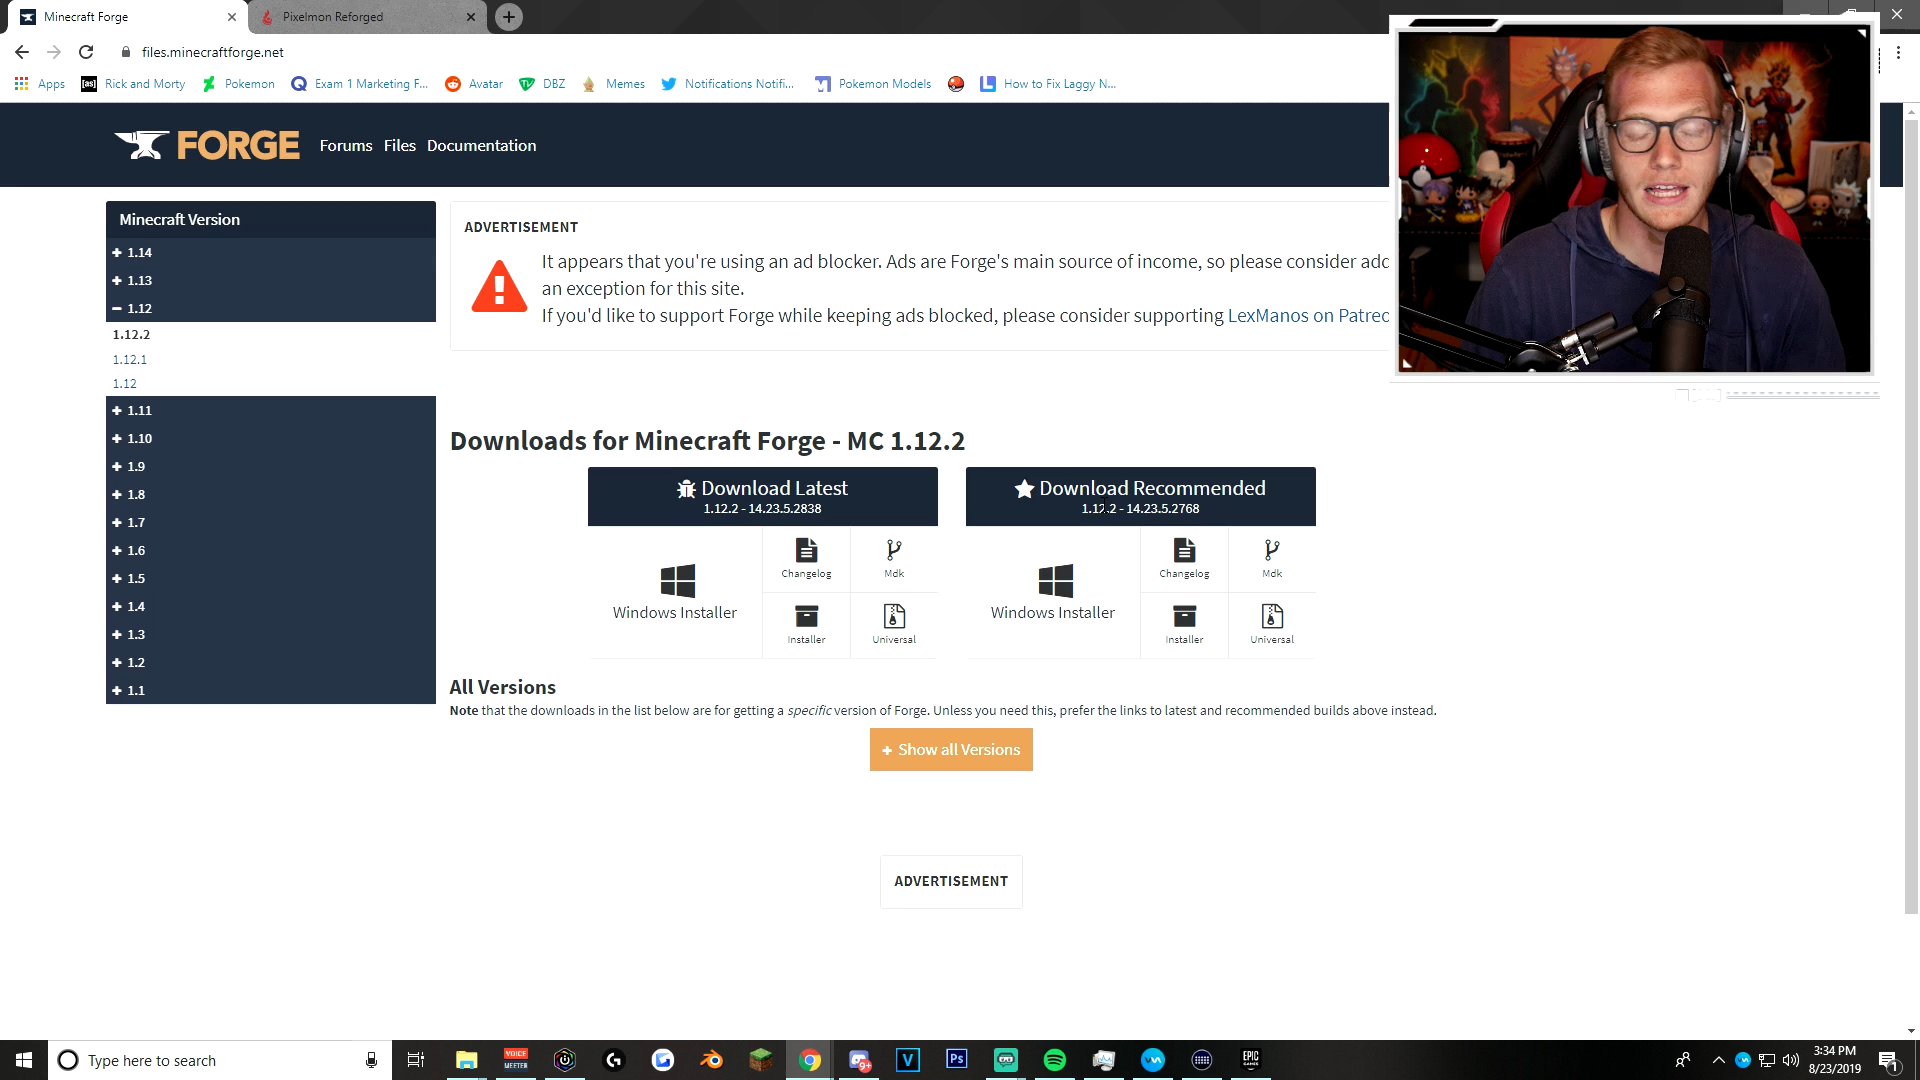 Minecraft Forge
Pixelmon Reforged
files.minecraftforge.net
Apps
Rick and Morty
Pokemon
Exam 1 Marketing F...
Avatar
DBZ
Memes
Notifications Notifi...
Pokemon Models
How to Fix Laggy N...
FORGE
Forums Files Documentation
Minecraft Version
1.14
1.13
1.12
1.12.2
1.12.1
1.12
1.11
1.10
1.9
1.8
1.7
1.6
1.5
1.4
1.3
1.2
1.1
ADVERTISEMENT
It appears that you're using an ad blocker. Ads are Forge's main source of income, so please consider adc
an exception for this site.
If you'd like to support Forge while keeping ads blocked, please consider supporting LexManos on Patreo
Downloads for Minecraft Forge - MC 1.12.2
Download Latest
1.12.2 - 14.23.5.2838
Windows Installer
Changelog
Mdk
Installer
Universal
Download Recommended
1.12.2 - 14.23.5.2768
Windows Installer
Changelog
Mdk
Installer
Universal
All Versions
Note that the downloads in the list below are for getting a specific version of Forge. Unless you need this, prefer the links to latest and recommended builds above instead.
+ Show all Versions
ADVERTISEMENT
Type here to search
VOICE
MEETER
9+
V
Ps
EPIC
GAMES
3:34 PM
8/23/2019
1